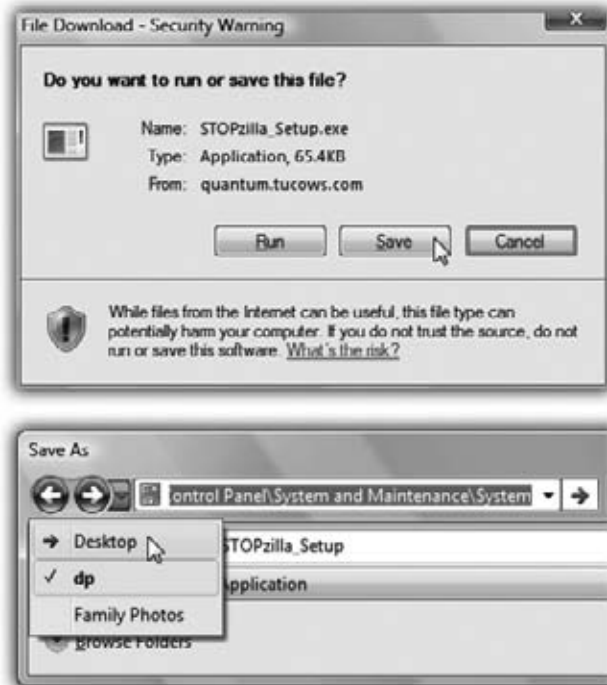 File Download - Security Warning
Do you want to run or save this file?
Name: STOPzilla_Setup.exe
Type: Application, 65.4KB
From: quantum.tucows.com
Run Save Cancel
While files from the Internet can be useful, this file type can
potentially harm your computer. If you do not trust the source, do not
run or save this software. What's the risk?
Save As
ontrol Panel\System and Maintenance\System
Desktop
TOPzilla_Setup
dp
pplication
Family Photos
Browse Folders